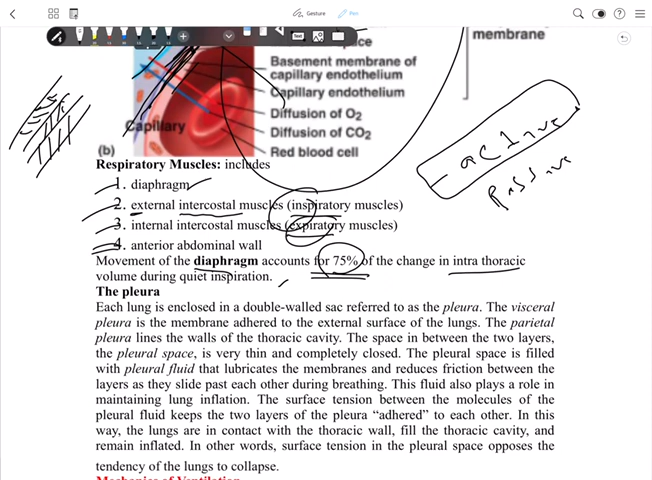 Gesture
Pen
Text
space
membrane
Basement membrane of
capillary endothelium
Capillary endothelium
Diffusion of O2
Capillary
Diffusion of CO2
(b)
Red blood cell
active
passive
Respiratory Muscles: includes
1. diaphragm
2. external intercostal muscles (inspiratory muscles)
3. internal intercostal muscles (expiratory muscles)
4. anterior abdominal wall
Movement of the diaphragm accounts for 75% of the change in intra thoracic
volume during quiet inspiration.
The pleura
Each lung is enclosed in a double-walled sac referred to as the pleura. The visceral
pleura is the membrane adhered to the external surface of the lungs. The parietal
pleura lines the walls of the thoracic cavity. The space in between the two layers,
the pleural space, is very thin and completely closed. The pleural space is filled
with pleural fluid that lubricates the membranes and reduces friction between the
layers as they slide past each other during breathing. This fluid also plays a role in
maintaining lung inflation. The surface tension between the molecules of the
pleural fluid keeps the two layers of the pleura “adhered” to each other. In this
way, the lungs are in contact with the thoracic wall, fill the thoracic cavity, and
remain inflated. In other words, surface tension in the pleural space opposes the
tendency of the lungs to collapse.
Mechanics of Ventilation